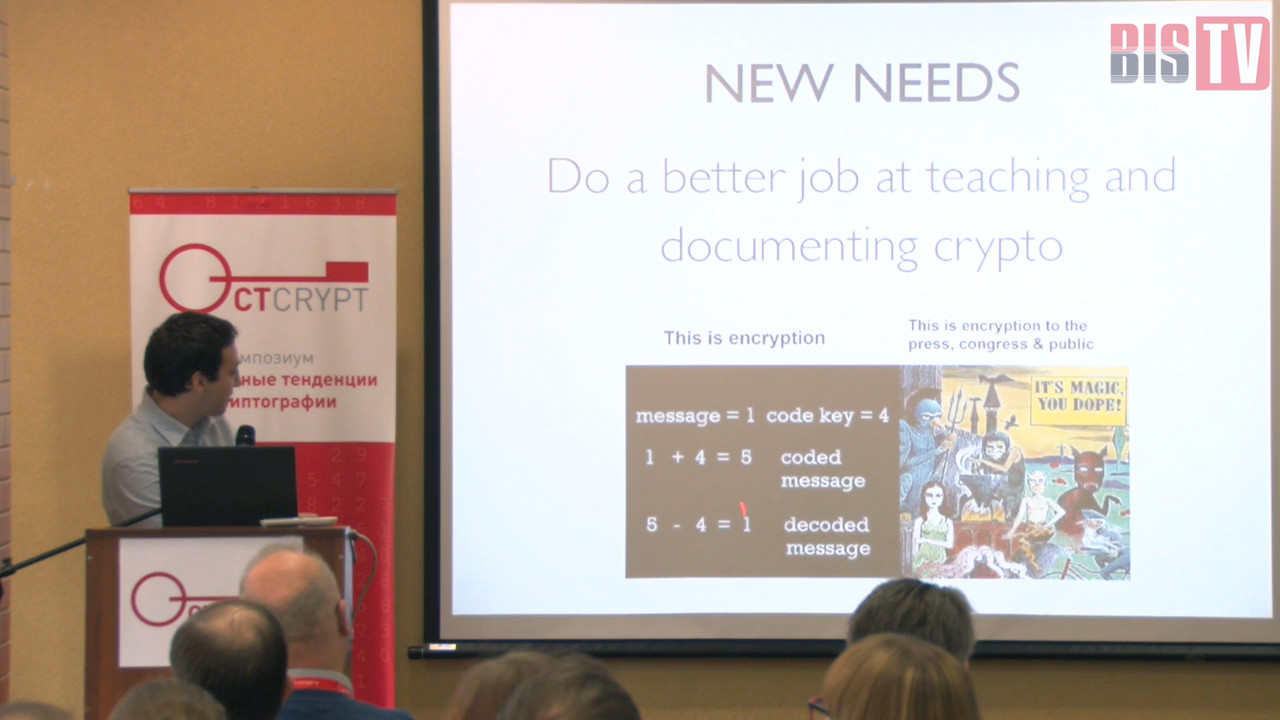 BIS TV
NEW NEEDS
Do a better job at teaching and
documenting crypto
This is encryption
This is encryption to the
press, congress & public
message = 1 code key = 4
1 + 4 = 5 coded
message
5 - 4 = 1 decoded
message
IT'S MAGIC,
YOU DOPE!
CTCRYPT
мпозиум
ные тенденции
иптографии